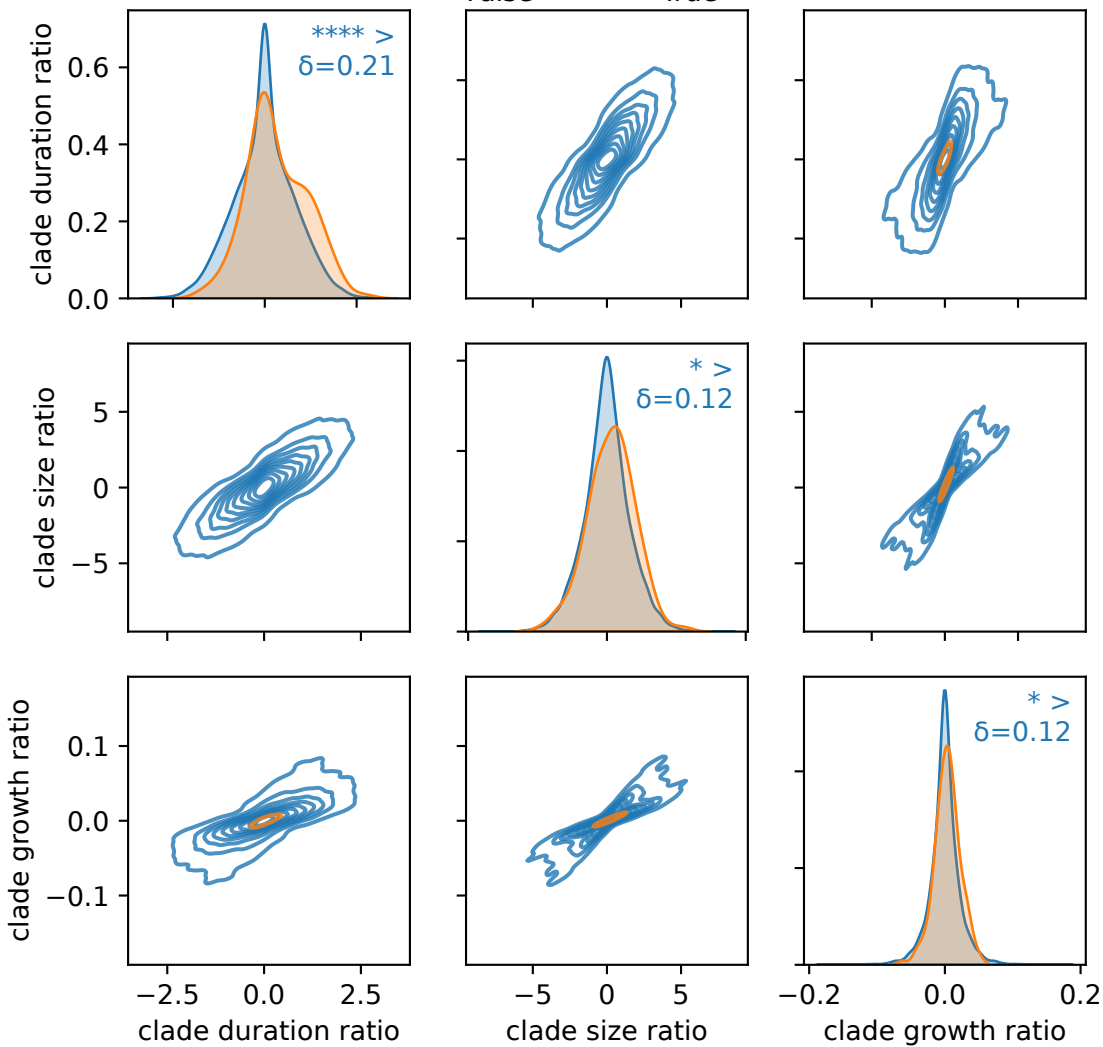 **** >
δ=0.21
clade duration ratio
0.6
0.4
0.2
0.0
* >
δ=0.12
clade size ratio
5
0
−5
* >
δ=0.12
clade growth ratio
0.1
0.0
−0.1
−2.5 0.0 2.5
−5 0 5
−0.2 0.0 0.2
clade duration ratio
clade size ratio
clade growth ratio